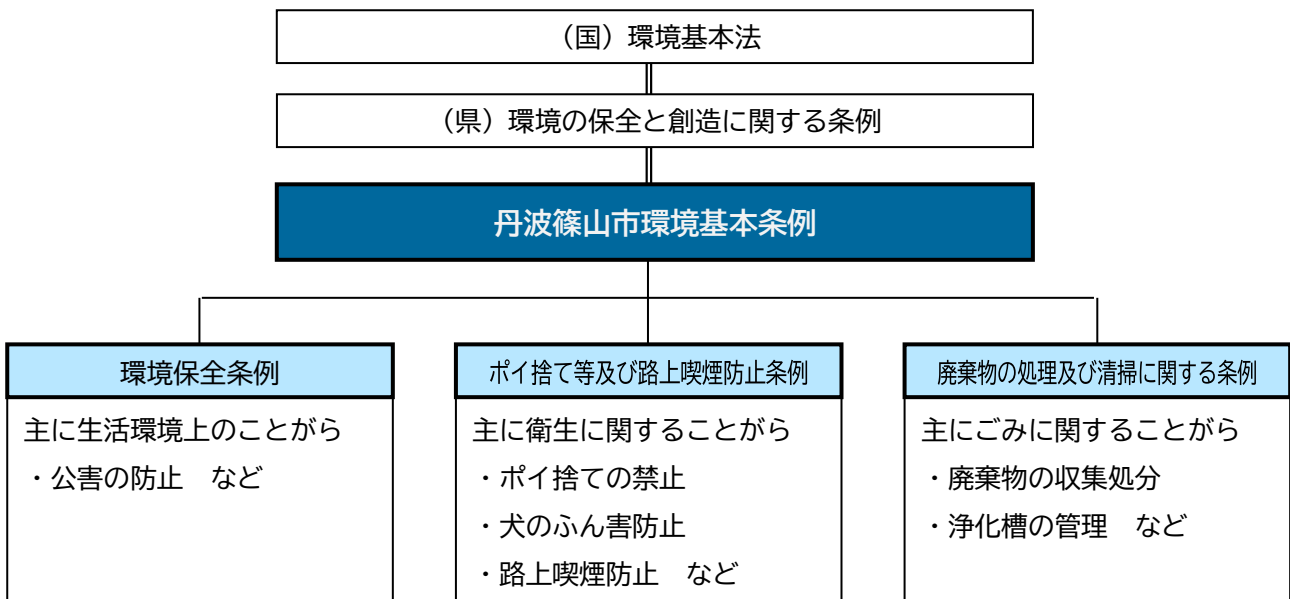 （国）環境基本法
（県）環境の保全と創造に関する条例
丹波篠山市環境基本条例
環境保全条例
主に生活環境上のことがら
・公害の防止　など
ポイ捨て等及び路上喫煙防止条例
主に衛生に関することがら
・ポイ捨ての禁止
・犬のふん害防止
・路上喫煙防止　など
廃棄物の処理及び清掃に関する条例
主にごみに関することがら
・廃棄物の収集処分
・浄化槽の管理　など